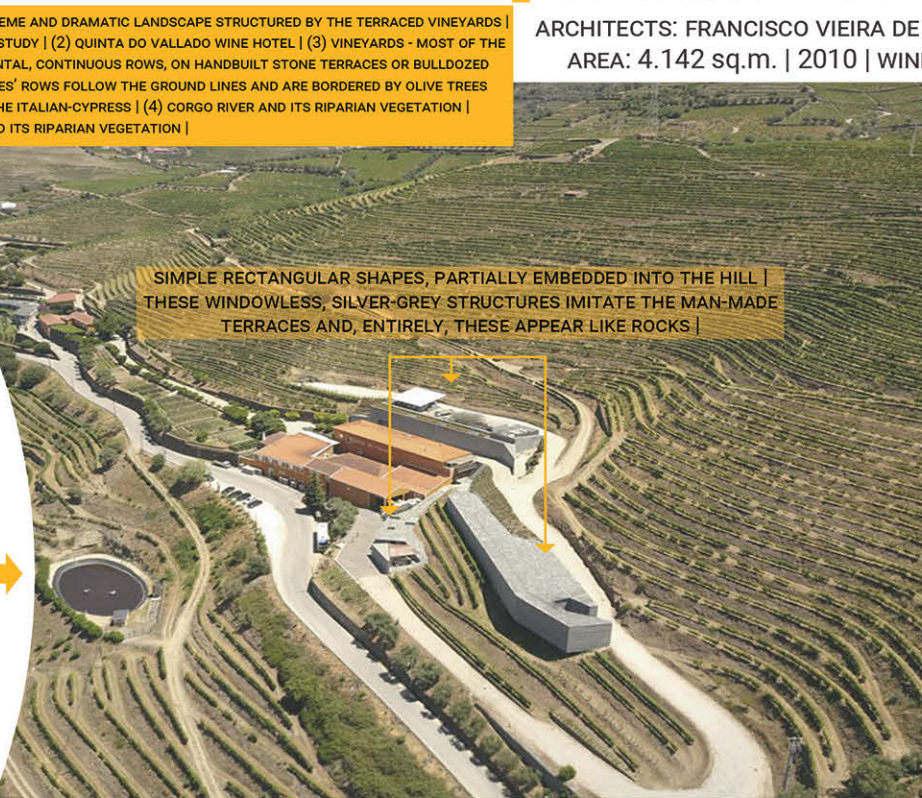 EME AND DRAMATIC LANDSCAPE STRUCTURED BY THE TERRACED VINEYARDS |
STUDY | (2) QUINTA DO VALLADO WINE HOTEL | (3) VINEYARDS - MOST OF THE
NTAL, CONTINUOUS ROWS, ON HANDBUILT STONE TERRACES OR BULLDOZED
ES' ROWS FOLLOW THE GROUND LINES AND ARE BORDERED BY OLIVE TREES
HE ITALIAN-CYPRESS | (4) CORGO RIVER AND ITS RIPARIAN VEGETATION |
D ITS RIPARIAN VEGETATION |
ARCHITECTS: FRANCISCO VIEIRA DE
AREA: 4.142 sq.m. | 2010 | WIN
SIMPLE RECTANGULAR SHAPES, PARTIALLY EMBEDDED INTO THE HILL |
THESE WINDOWLESS, SILVER-GREY STRUCTURES IMITATE THE MAN-MADE
TERRACES AND, ENTIRELY, THESE APPEAR LIKE ROCKS |